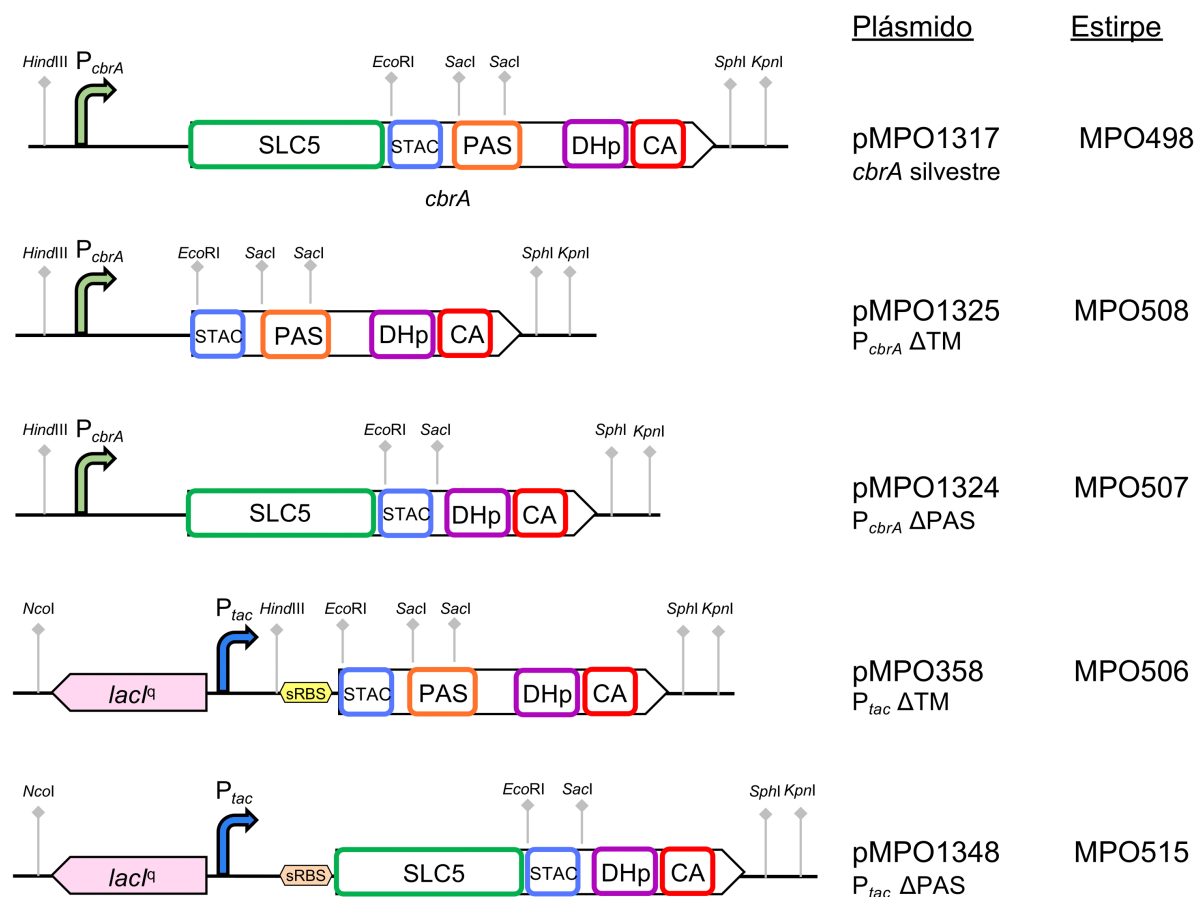 Plásmido Estirpe
HindIII PcbrA EcoRI SacI SacI SphI KpnI
SLC5 STAC PAS DHp CA
cbrA
pMPO1317 MPO498
cbrA silvestre
HindIII PcbrA EcoRI SacI SacI SphI KpnI
STAC PAS DHp CA
pMPO1325 MPO508
PcbrA ΔTM
HindIII PcbrA EcoRI SacI SphI KpnI
SLC5 STAC DHp CA
pMPO1324 MPO507
PcbrA ΔPAS
NcoI Ptac HindIII EcoRI SacI SacI SphI KpnI
lacIq sRBS STAC PAS DHp CA
pMPO358 MPO506
Ptac ΔTM
NcoI Ptac EcoRI SacI SphI KpnI
lacIq sRBS SLC5 STAC DHp CA
pMPO1348 MPO515
Ptac ΔPAS